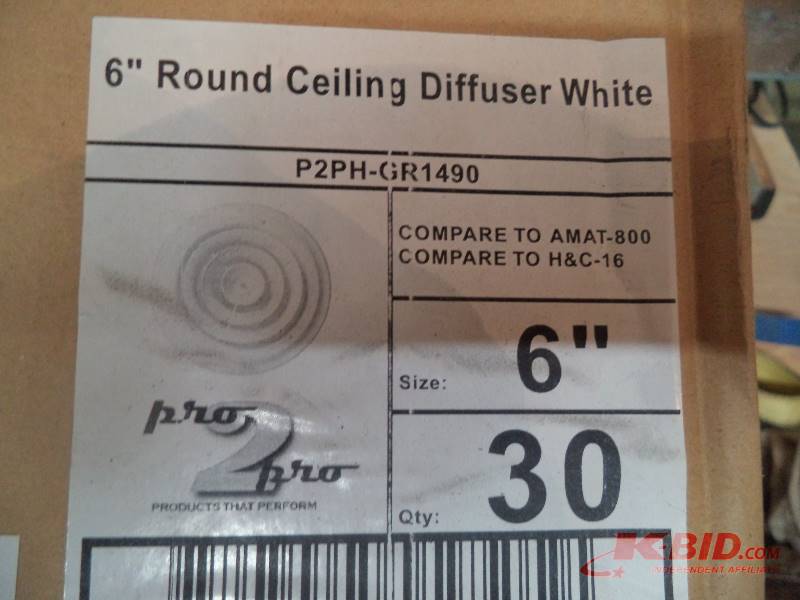 6" Round Ceiling Diffuser White
P2PH-GR1490
COMPARE TO AMAT-800
COMPARE TO H&C-16
Size: 6"
pro 2 pro
PRODUCTS THAT PERFORM
Qty: 30
K-BID.COM
INDEPENDENT AFFILIATE